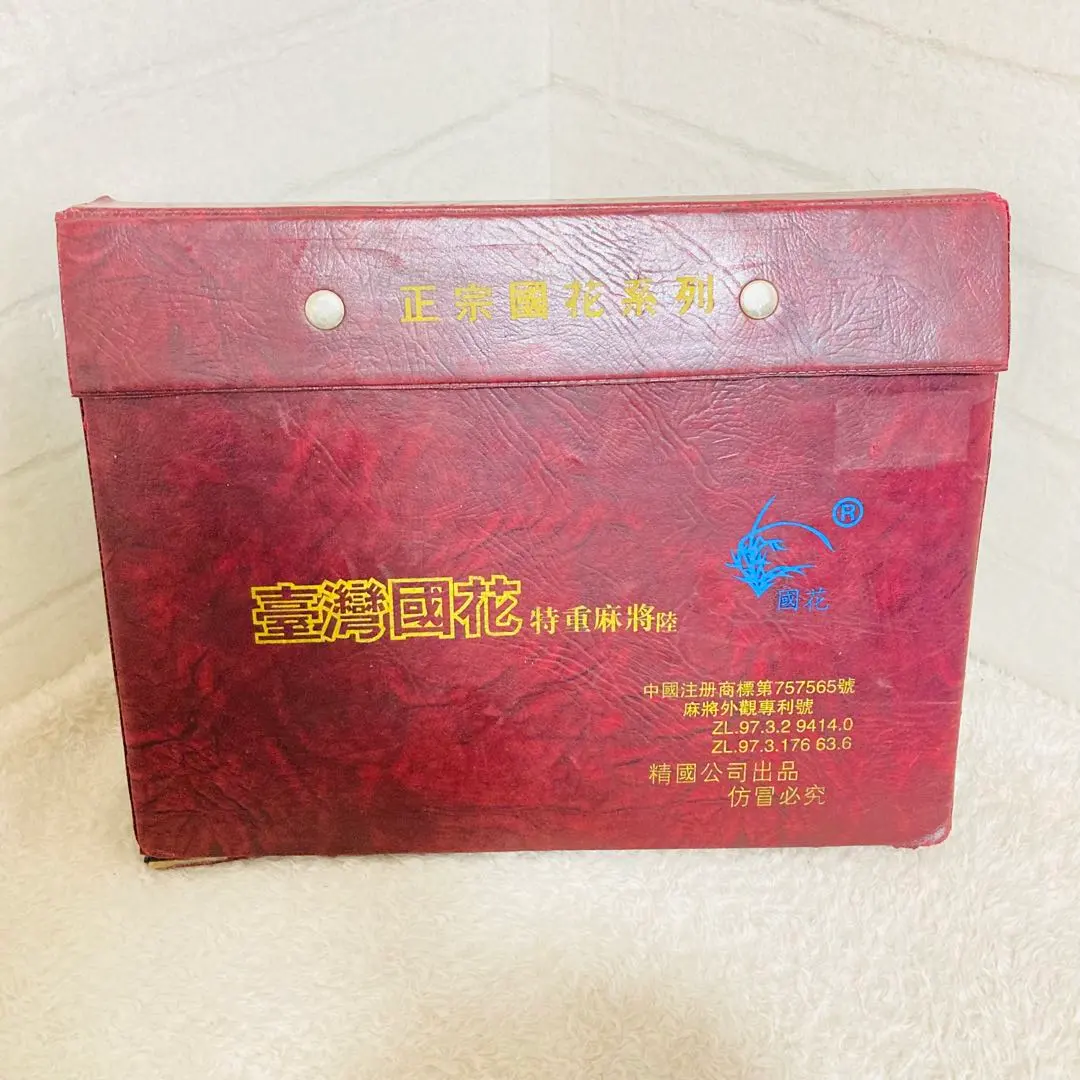 正宗國花系列
®
國花
臺灣國花特重麻將陸
中國注册商標第757565號
麻將外觀專利號
ZL.97.3.2 9414.0
ZL.97.3.176 63.6
精國公司出品
仿冒必究